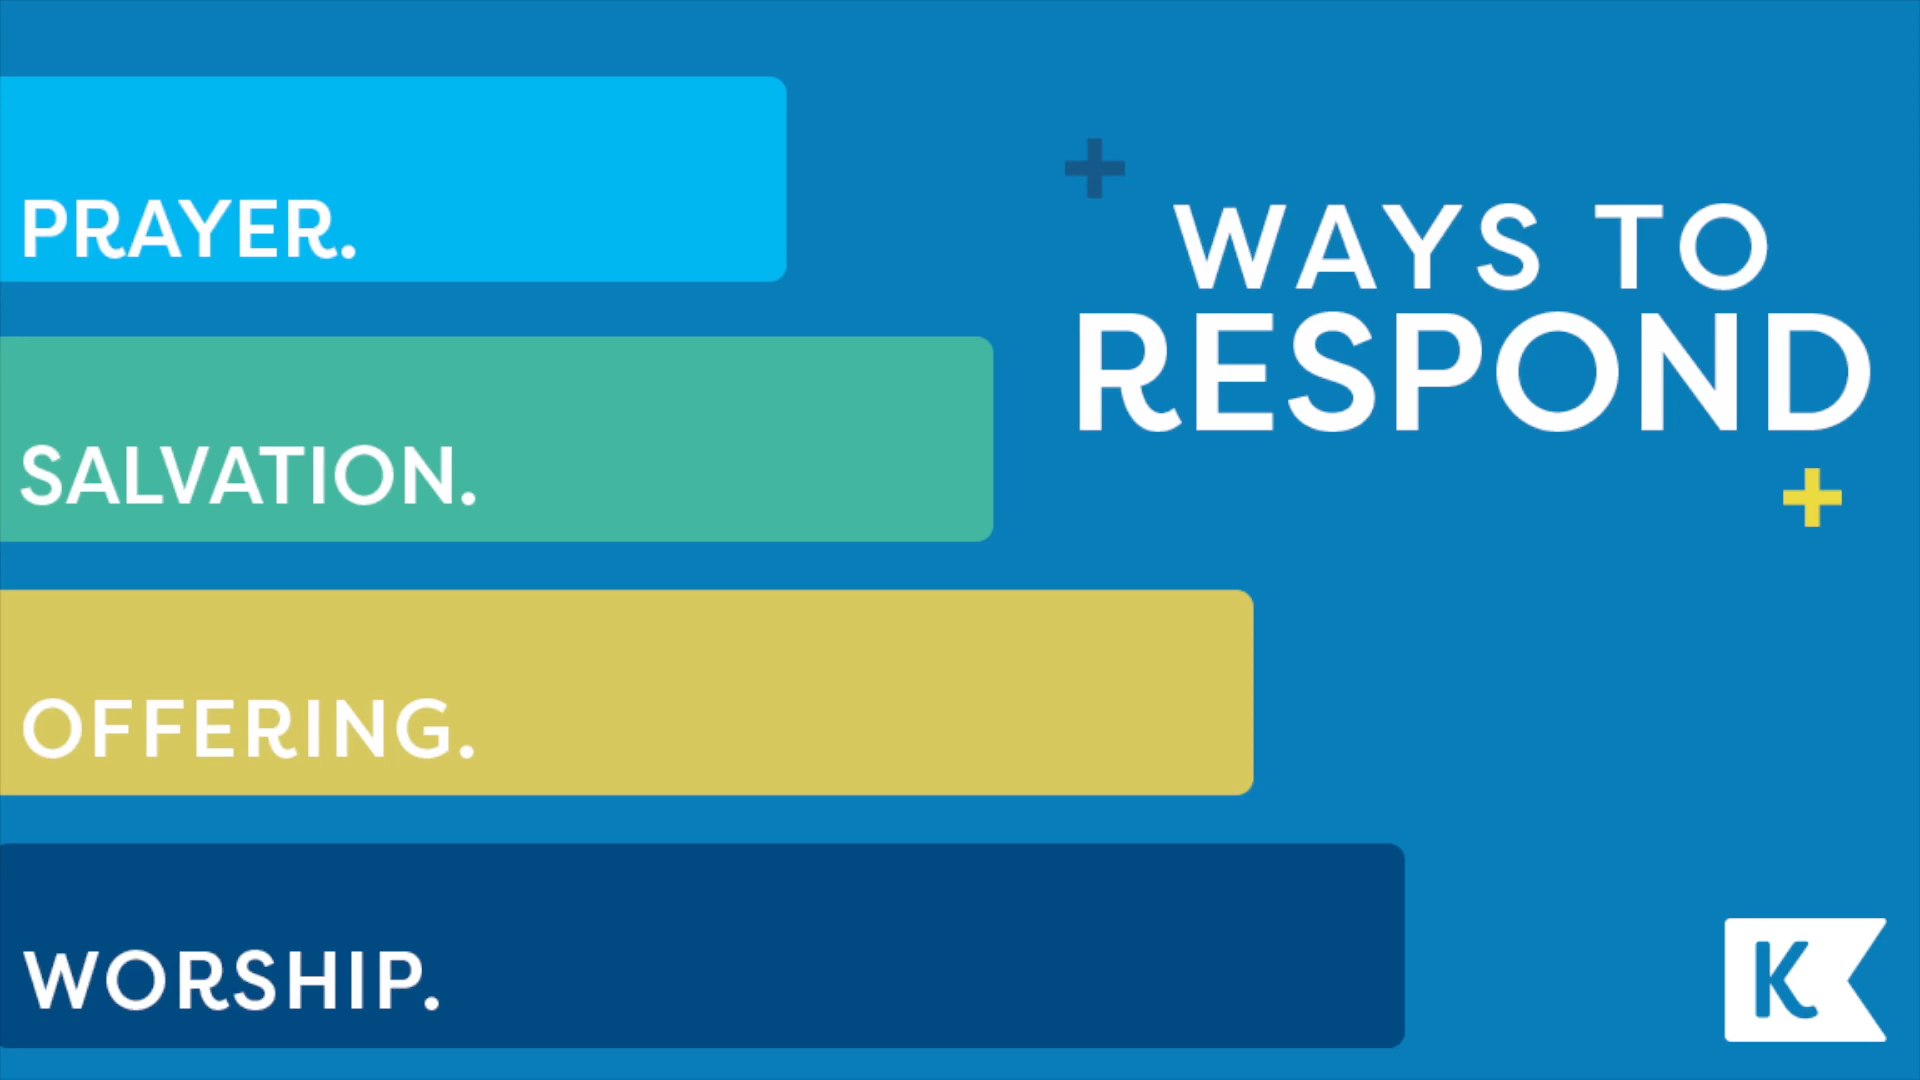 WAYS TO
RESPOND
PRAYER.
SALVATION.
OFFERING.
WORSHIP.
K